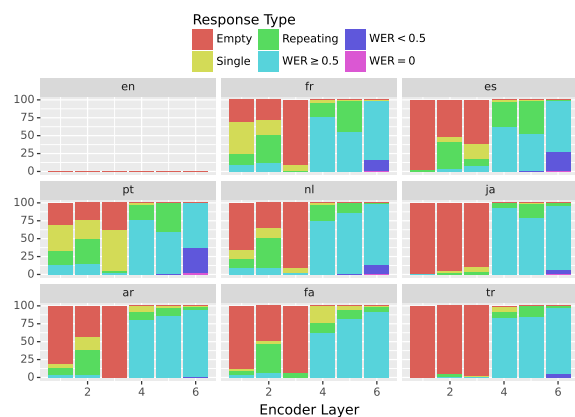 Response Type
Empty Repeating WER < 0.5
Single WER ≥ 0.5 WER = 0
en fr es
100
75
50
25
0
pt nl ja
100
75
50
25
0
ar fa tr
100
75
50
25
0
2 4 6 2 4 6 2 4 6
Encoder Layer